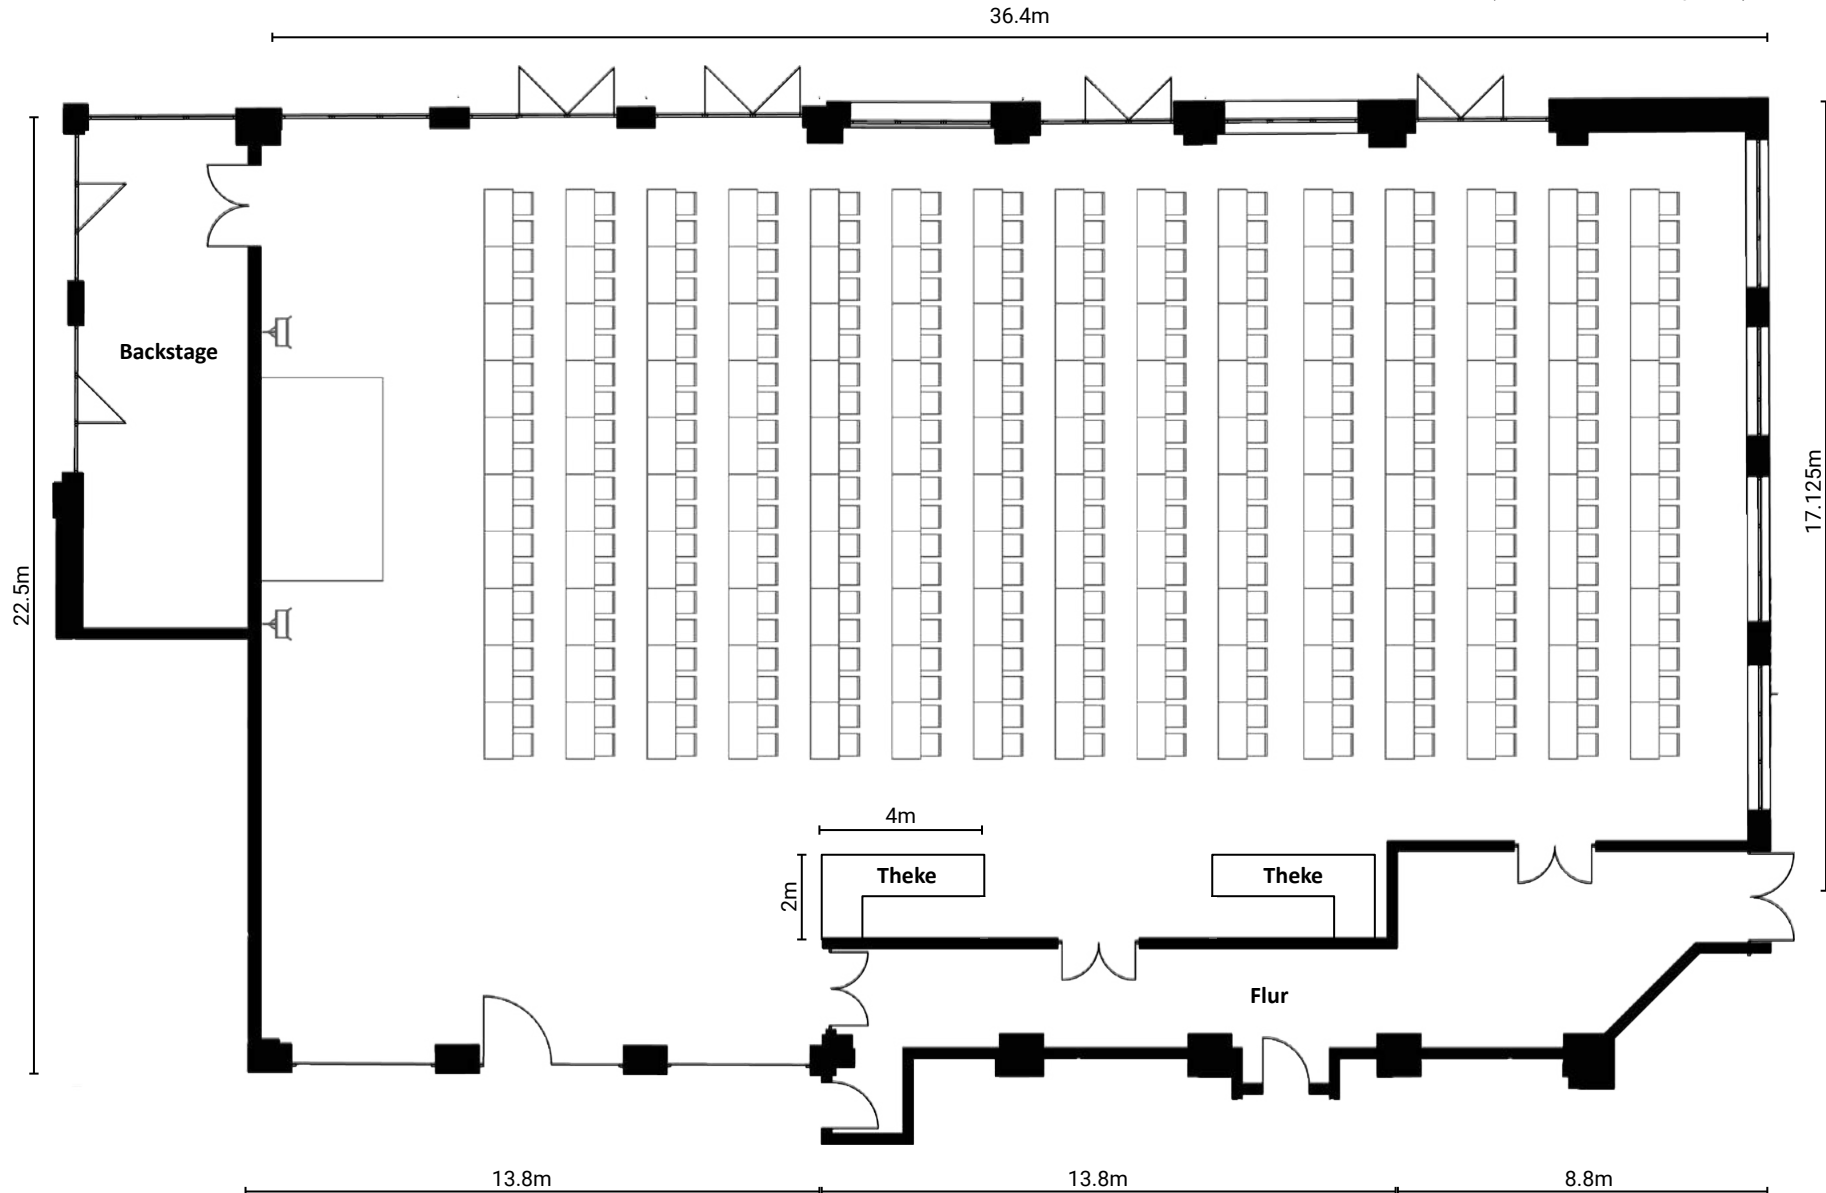 36.4m
Backstage
17.125m
22.5m
4m
Theke
Theke
2m
Flur
13.8m
13.8m
8.8m